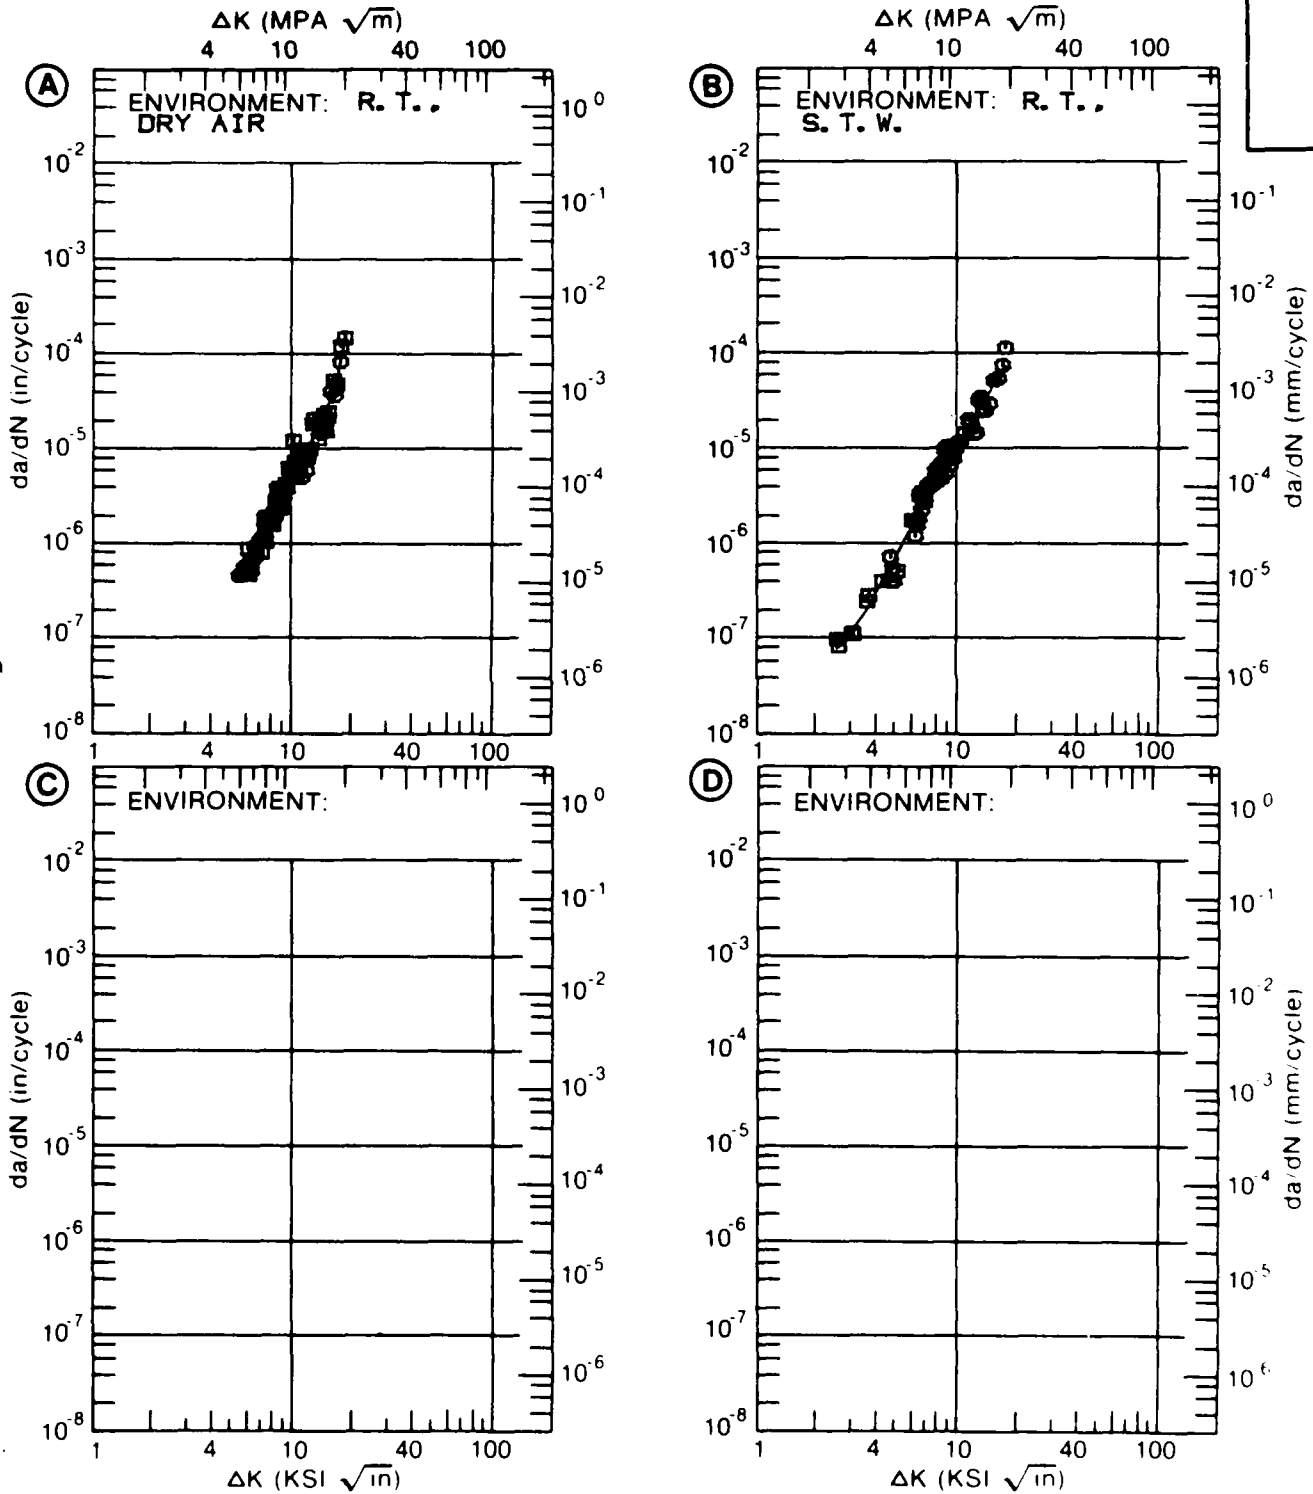 ΔK (MPA √m) ΔK (MPA √m)
4 10 40 100 4 10 40 100
A B
ENVIRONMENT: R. T., ENVIRONMENT: R. T.,
DRY AIR S. T. W.
10^0
10^-2 10^-1 10^-2 10^-1
10^-3 10^-2 10^-3 10^-2
10^-4 10^-3 10^-4 10^-3
10^-5 10^-4 10^-5 10^-4
10^-6 10^-5 10^-6 10^-5
10^-7 10^-6 10^-7 10^-6
10^-8 10^-8
da/dN (in/cycle) da/dN (mm/cycle)
1 4 10 40 100 1 4 10 40 100
C D
ENVIRONMENT: ENVIRONMENT:
10^0 10^0
10^-2 10^-1 10^-2 10^-1
10^-3 10^-2 10^-3 10^-2
10^-4 10^-3 10^-4 10^-3
10^-5 10^-4 10^-5 10^-4
10^-6 10^-5 10^-6 10^-5
10^-7 10^-6 10^-7 10^-6
10^-8 10^-8
da/dN (in/cycle) da/dN (mm/cycle)
1 4 10 40 100 1 4 10 40 100
ΔK (KSI √in) ΔK (KSI √in)